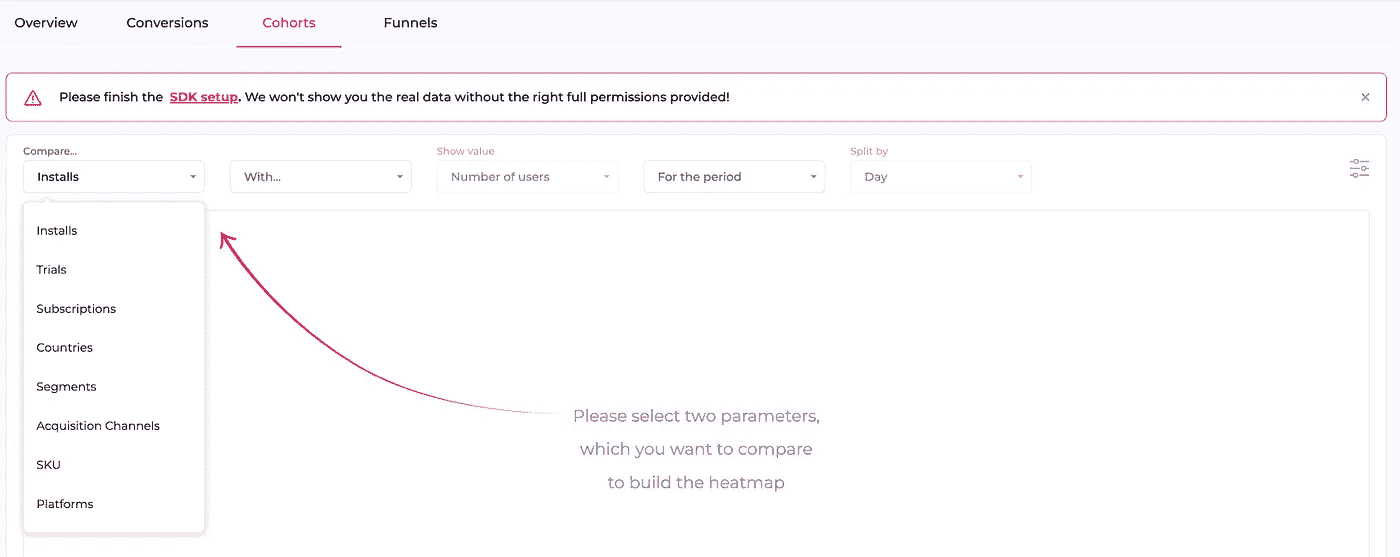 Overview Conversions Cohorts Funnels
Please finish the SDK setup. We won't show you the real data without the right full permissions provided!
Compare... Show value Split by
Installs With... Number of users For the period Day
Installs
Trials
Subscriptions
Countries
Segments
Acquisition Channels
SKU
Platforms
Please select two parameters,
which you want to compare
to build the heatmap